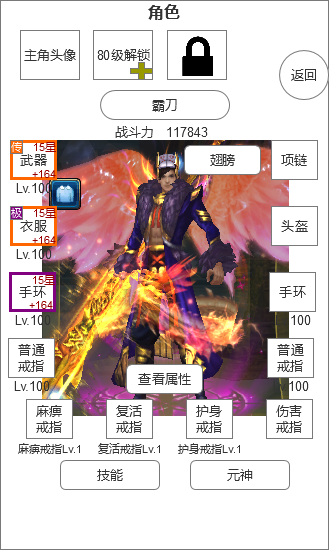 角色
主角头像
80级解锁
返回
霸刀
战斗力 117843
传 15星
武器
+164
Lv.100
翅膀
项链
极 15星
衣服
+164
Lv.100
头盔
15星
手环
+164
Lv.100
手环
100
普通
戒指
Lv.100
查看属性
普通
戒指
100
麻痹
戒指
麻痹戒指Lv.1
复活
戒指
复活戒指Lv.1
护身
戒指
护身戒指Lv.1
伤害
戒指
技能
元神